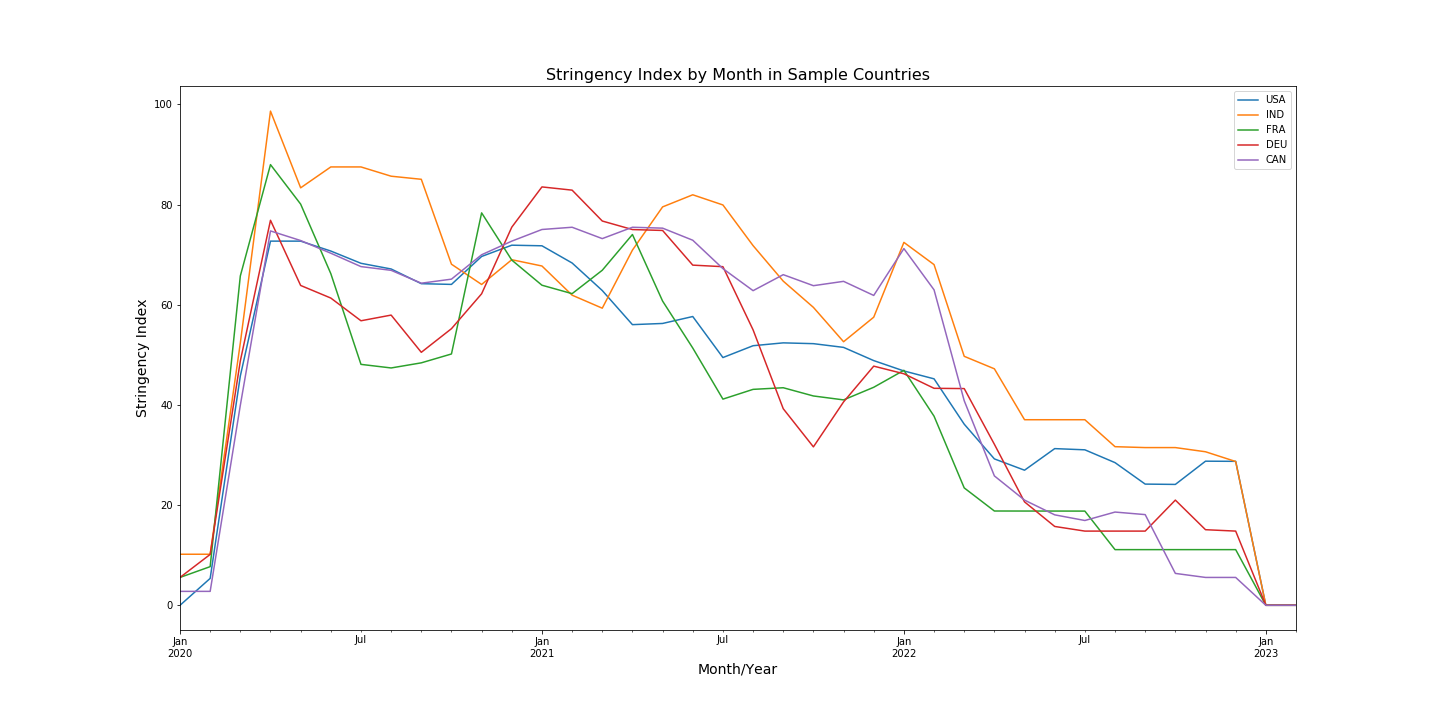 Stringency Index by Month in Sample Countries
USA
IND
FRA
DEU
CAN
Stringency Index
100
80
60
40
20
0
Jan Jul Jan Jul Jan Jul Jan
2020 2021 2022 2023
Month/Year